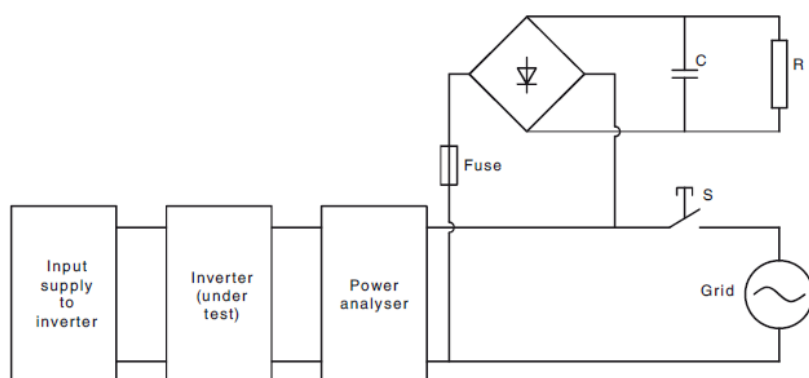 C
R
Fuse
S
Input
supply
to
inverter
Inverter
(under
test)
Power
analyser
Grid